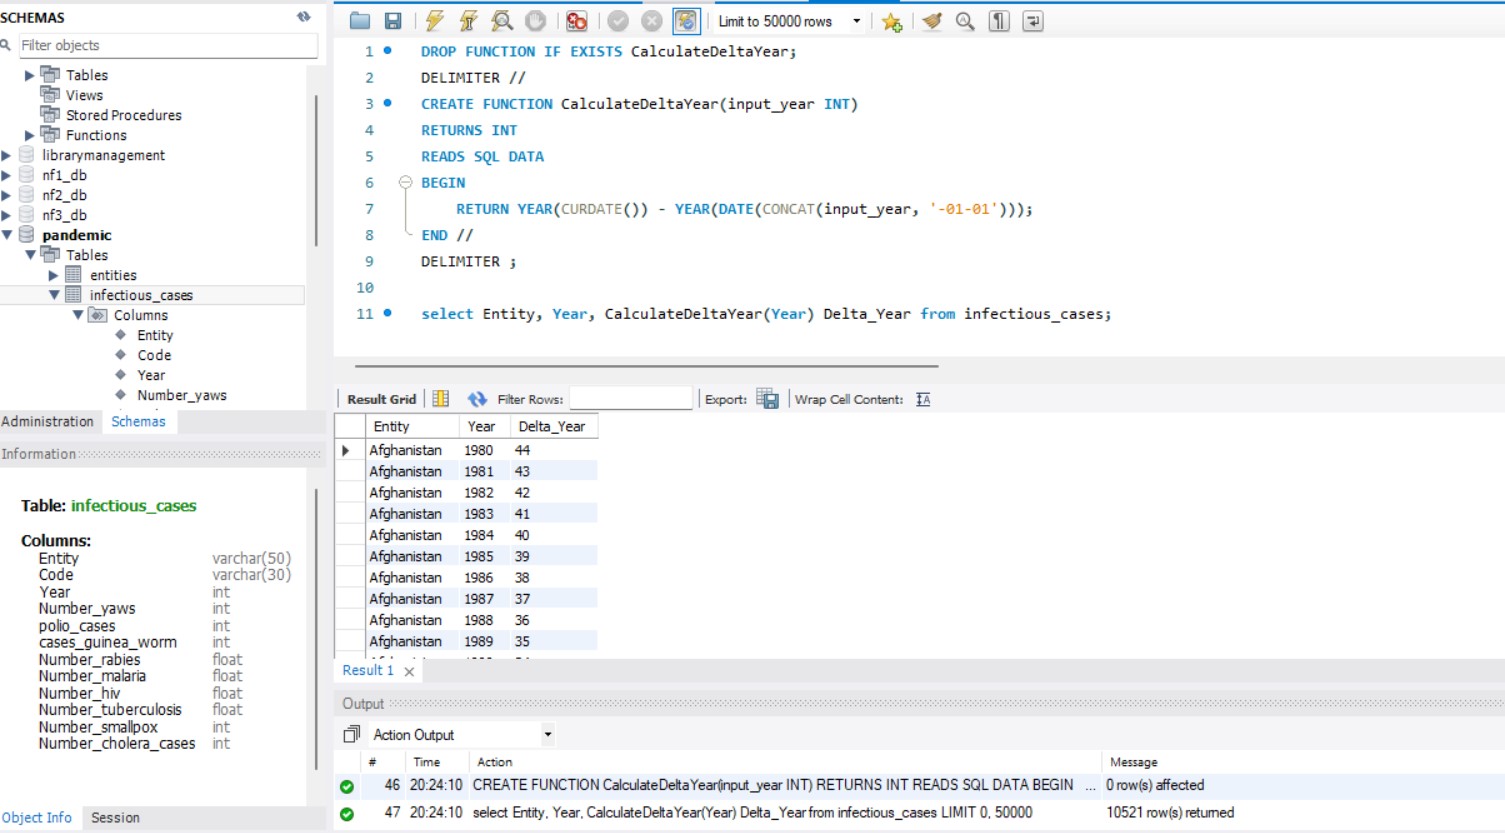 SCHEMAS
Filter objects
Tables
Views
Stored Procedures
Functions
librarymanagement
nf1_db
nf2_db
nf3_db
pandemic
Tables
entities
infectious_cases
Columns
Entity
Code
Year
Number_yaws
Administration Schemas
Information
Table: infectious_cases
Columns:
Entity varchar(50)
Code varchar(30)
Year int
Number_yaws int
polio_cases int
cases_guinea_worm int
Number_rabies float
Number_malaria float
Number_hiv float
Number_tuberculosis float
Number_smallpox int
Number_cholera_cases int
Object Info Session
Limit to 50000 rows
1 DROP FUNCTION IF EXISTS CalculateDeltaYear;
2 DELIMITER //
3 CREATE FUNCTION CalculateDeltaYear(input_year INT)
4 RETURNS INT
5 READS SQL DATA
6 BEGIN
7 RETURN YEAR(CURDATE()) - YEAR(DATE(CONCAT(input_year, '-01-01')));
8 END //
9 DELIMITER ;
10
11 select Entity, Year, CalculateDeltaYear(Year) Delta_Year from infectious_cases;
Result Grid Filter Rows: Export: Wrap Cell Content:
Entity Year Delta_Year
Afghanistan 1980 44
Afghanistan 1981 43
Afghanistan 1982 42
Afghanistan 1983 41
Afghanistan 1984 40
Afghanistan 1985 39
Afghanistan 1986 38
Afghanistan 1987 37
Afghanistan 1988 36
Afghanistan 1989 35
Result 1
Output
Action Output
# Time Action Message
46 20:24:10 CREATE FUNCTION CalculateDeltaYear(input_year INT) RETURNS INT READS SQL DATA BEGIN ... 0 row(s) affected
47 20:24:10 select Entity, Year, CalculateDeltaYear(Year) Delta_Year from infectious_cases LIMIT 0, 50000 10521 row(s) returned